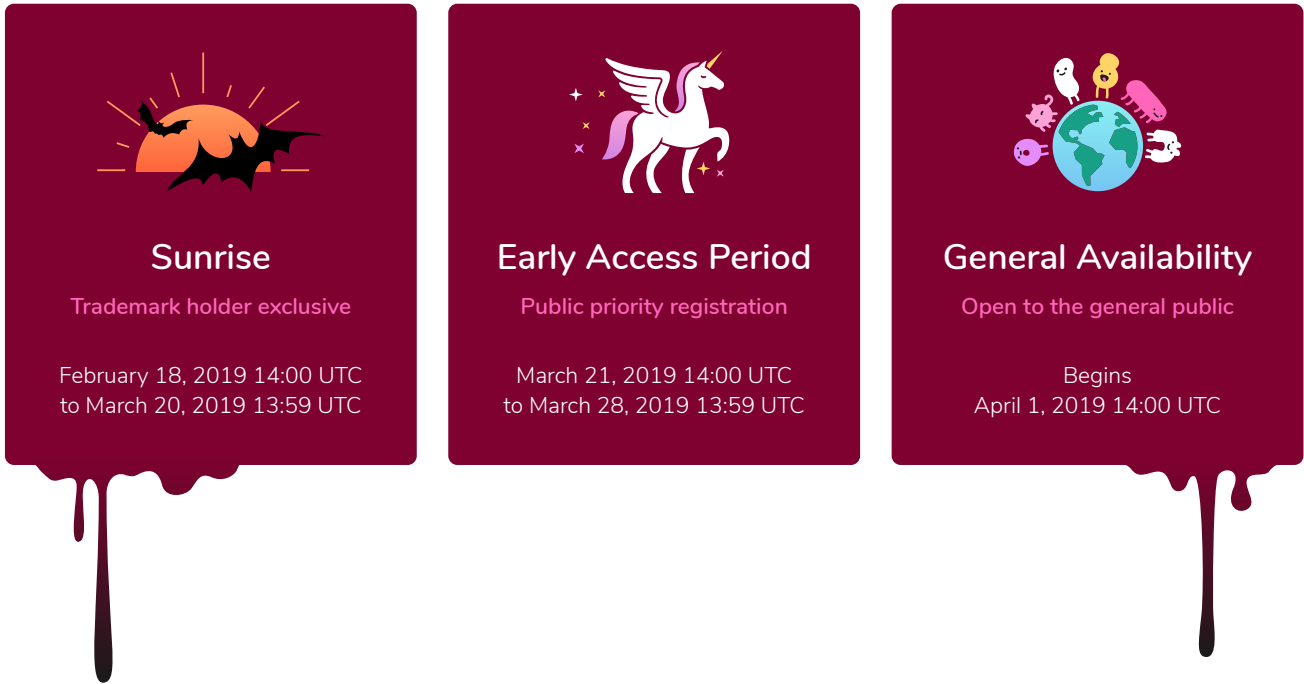 Sunrise
Trademark holder exclusive
February 18, 2019 14:00 UTC
to March 20, 2019 13:59 UTC
Early Access Period
Public priority registration
March 21, 2019 14:00 UTC
to March 28, 2019 13:59 UTC
General Availability
Open to the general public
Begins
April 1, 2019 14:00 UTC